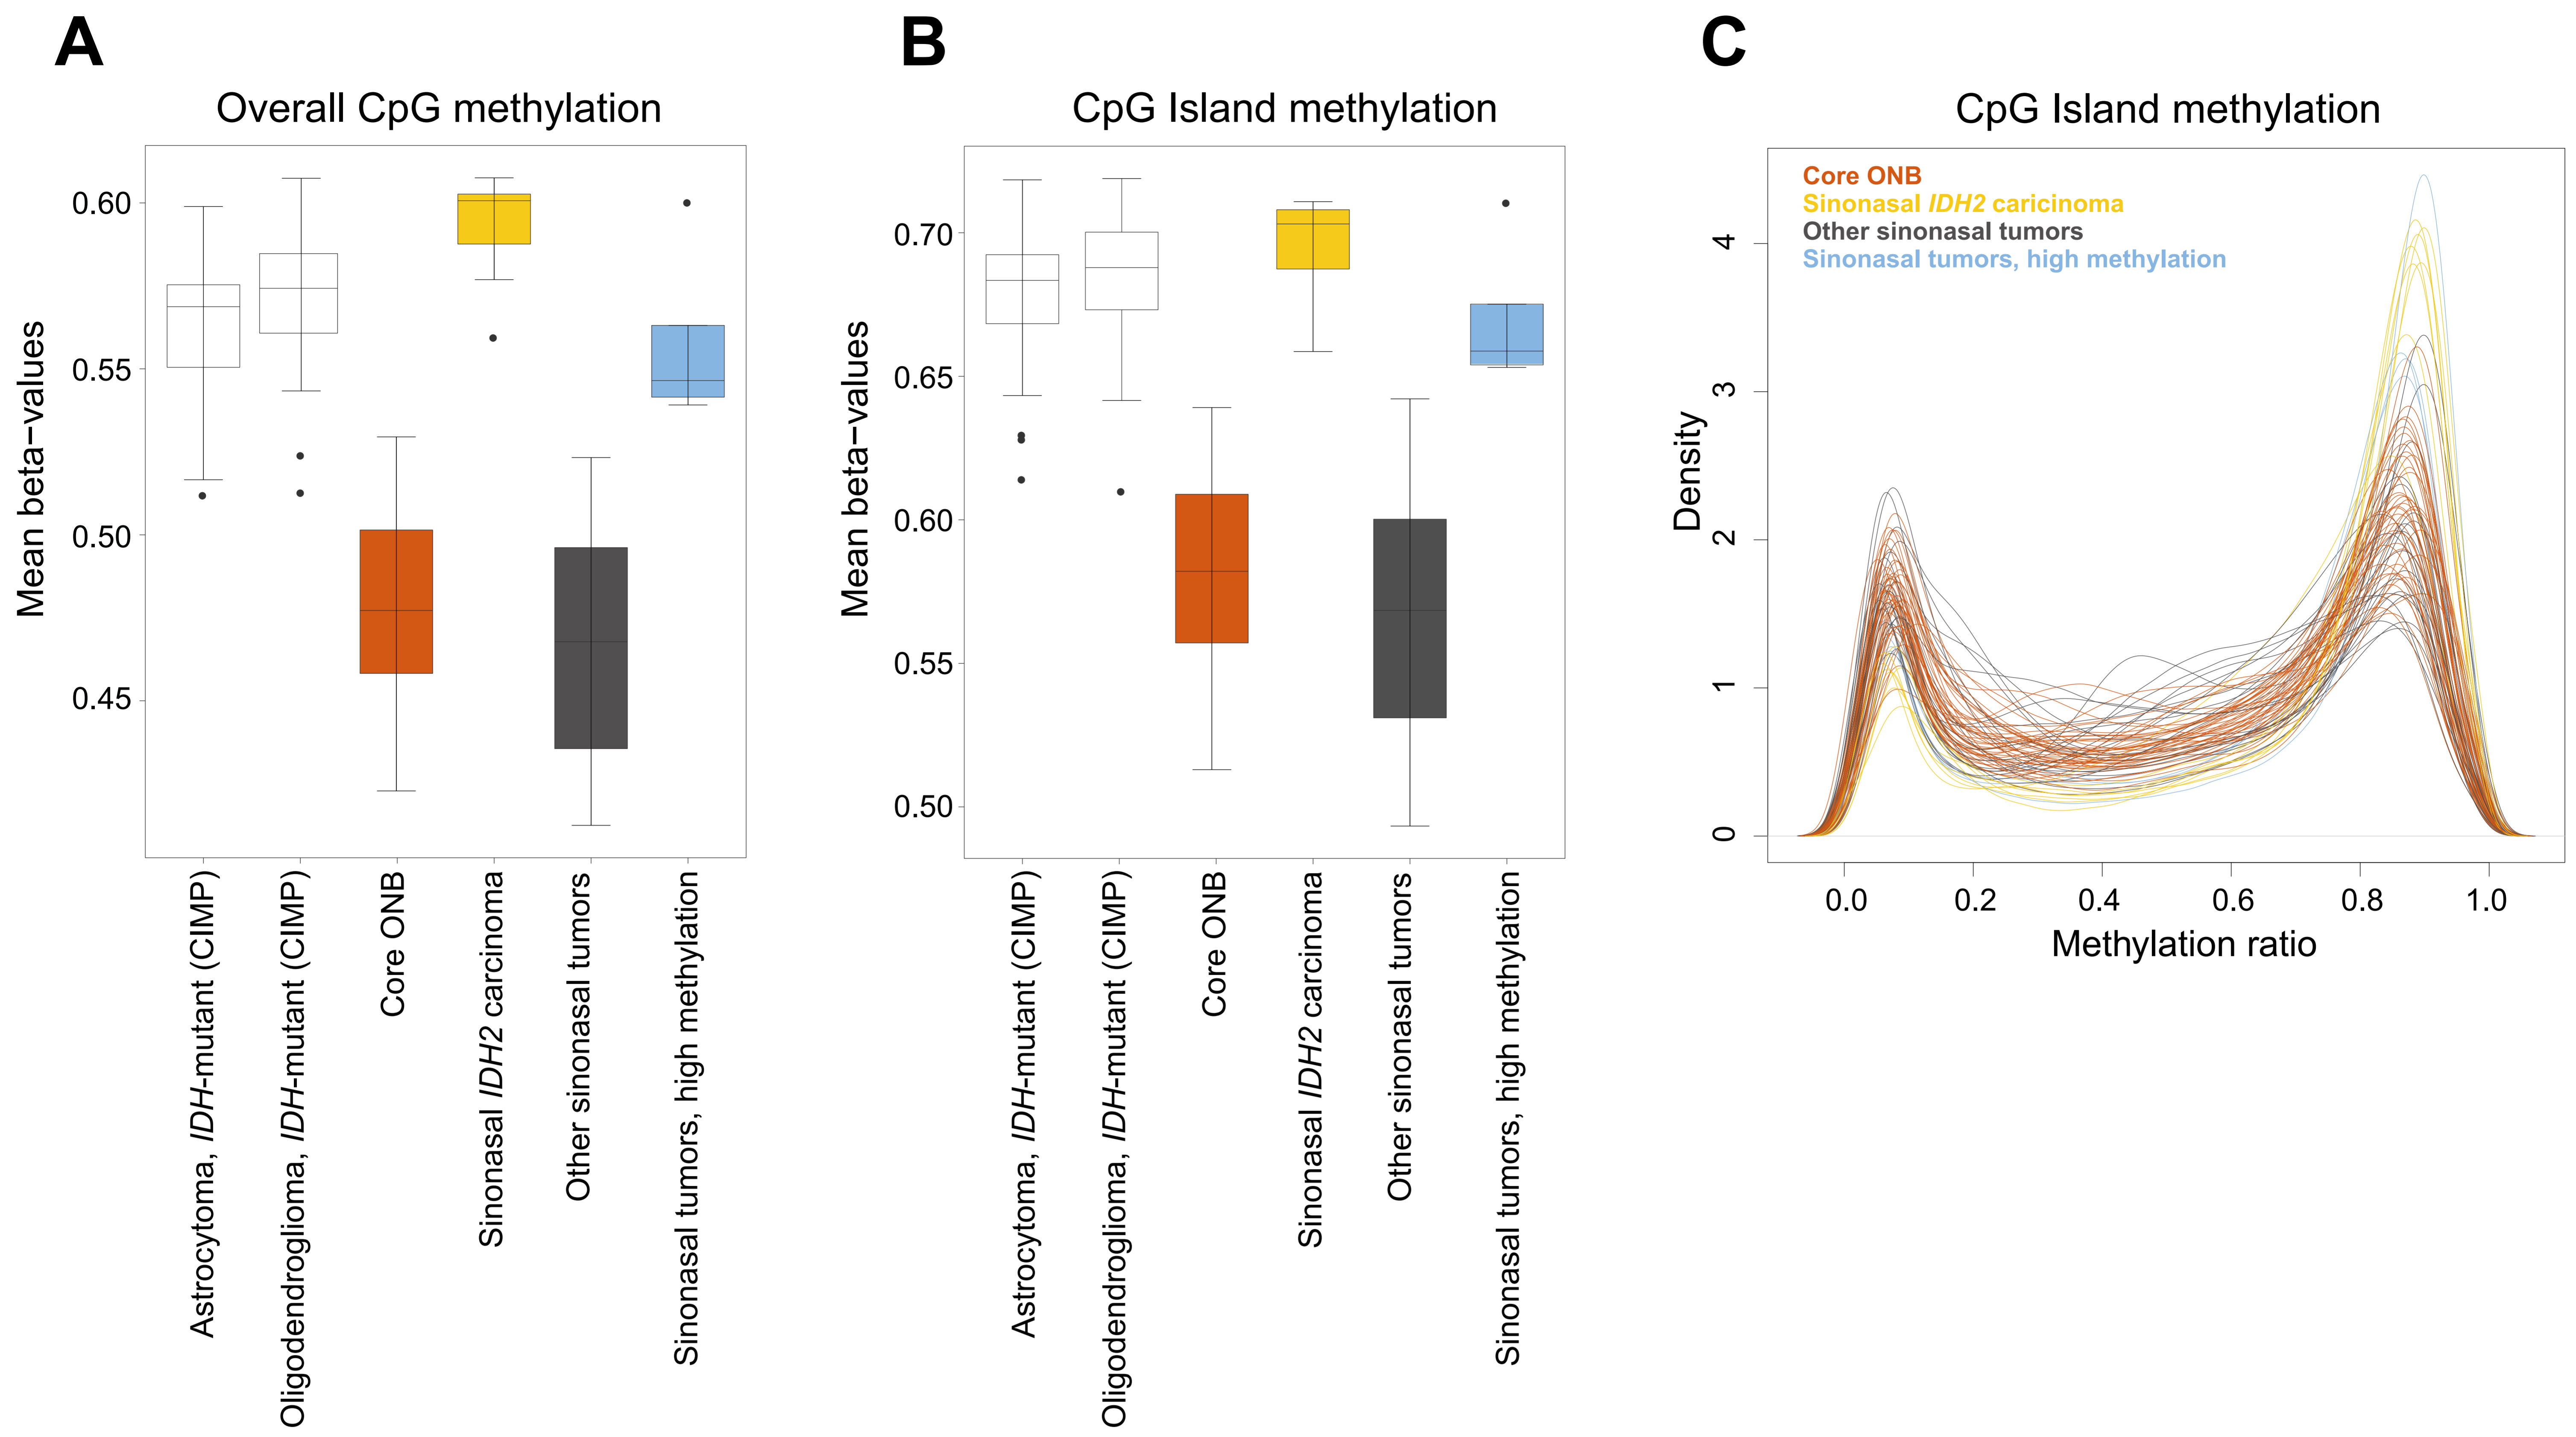 A
Overall CpG methylation
Mean beta−values
0.60
0.55
0.50
0.45
Astrocytoma, IDH-mutant (CIMP)
Oligodendroglioma, IDH-mutant (CIMP)
Core ONB
Sinonasal IDH2 carcinoma
Other sinonasal tumors
Sinonasal tumors, high methylation
B
CpG Island methylation
Mean beta−values
0.70
0.65
0.60
0.55
0.50
Astrocytoma, IDH-mutant (CIMP)
Oligodendroglioma, IDH-mutant (CIMP)
Core ONB
Sinonasal IDH2 carcinoma
Other sinonasal tumors
Sinonasal tumors, high methylation
C
CpG Island methylation
Core ONB
Sinonasal IDH2 caricinoma
Other sinonasal tumors
Sinonasal tumors, high methylation
Density
4
3
2
1
0
0.0 0.2 0.4 0.6 0.8 1.0
Methylation ratio